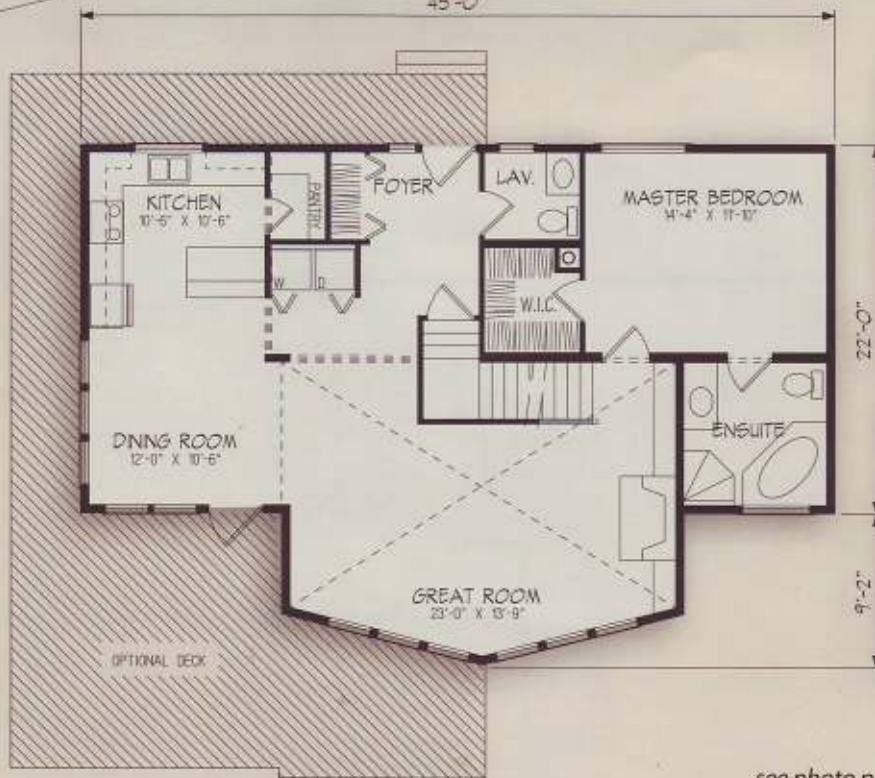 45'-0"
KITCHEN
10'-6" X 10'-6"
PANTRY
FOYER
LAV.
MASTER BEDROOM
14'-4" X 11'-10"
W
D
W.I.C.
22'-0"
DINING ROOM
12'-0" X 10'-6"
ENSUITE
GREAT ROOM
23'-0" X 13'-9"
9'-2"
OPTIONAL DECK
see photo